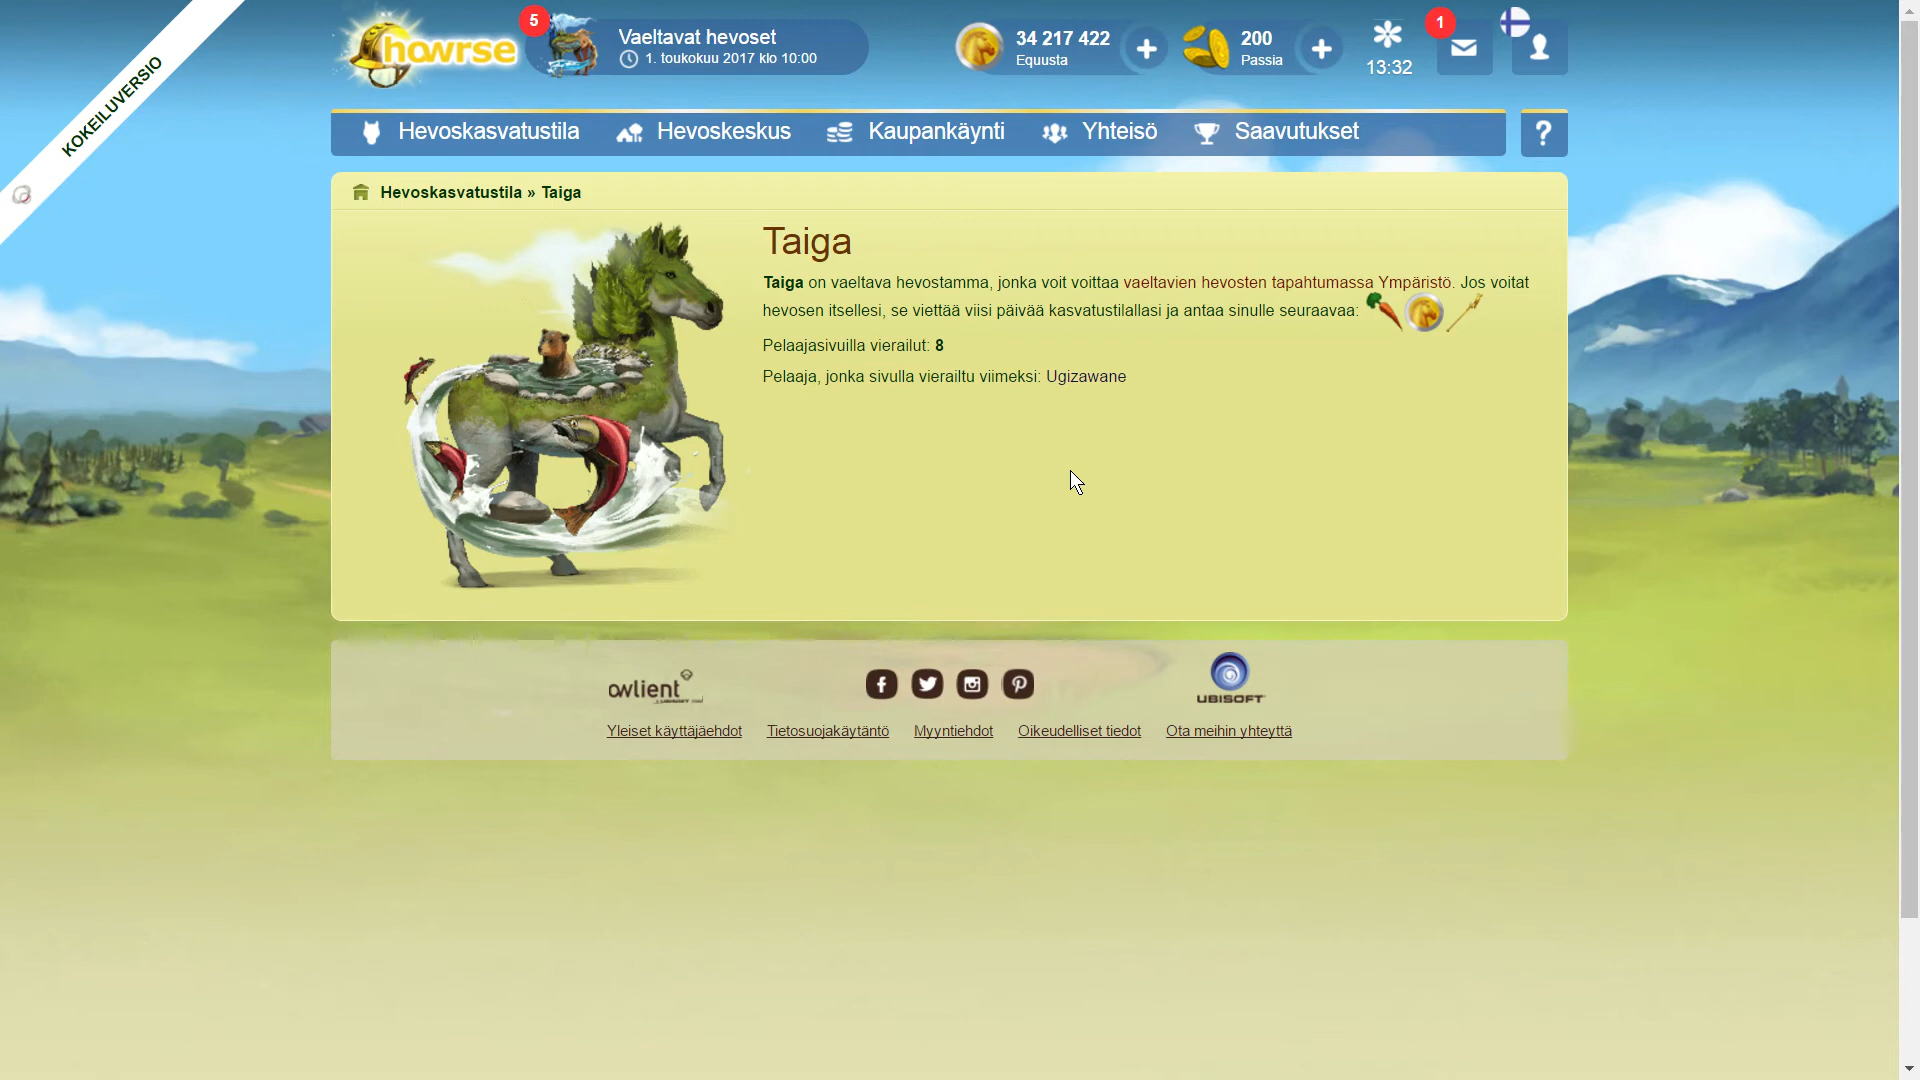 KOKEILUVERSIO
howrse
5
Vaeltavat hevoset
1. toukokuu 2017 klo 10:00
34 217 422
Equusta
200
Passia
13:32
1
Hevoskasvatustila
Hevoskeskus
Kaupankäynti
Yhteisö
Saavutukset
?
Hevoskasvatustila » Taiga
Taiga
Taiga on vaeltava hevostamma, jonka voit voittaa vaeltavien hevosten tapahtumassa Ympäristö. Jos voitat
hevosen itsellesi, se viettää viisi päivää kasvatustilallasi ja antaa sinulle seuraavaa:
Pelaajasivuilla vierailut: 8
Pelaaja, jonka sivulla vierailtu viimeksi: Ugizawane
owlient
UBISOFT
Yleiset käyttäjäehdot
Tietosuojakäytäntö
Myyntiehdot
Oikeudelliset tiedot
Ota meihin yhteyttä